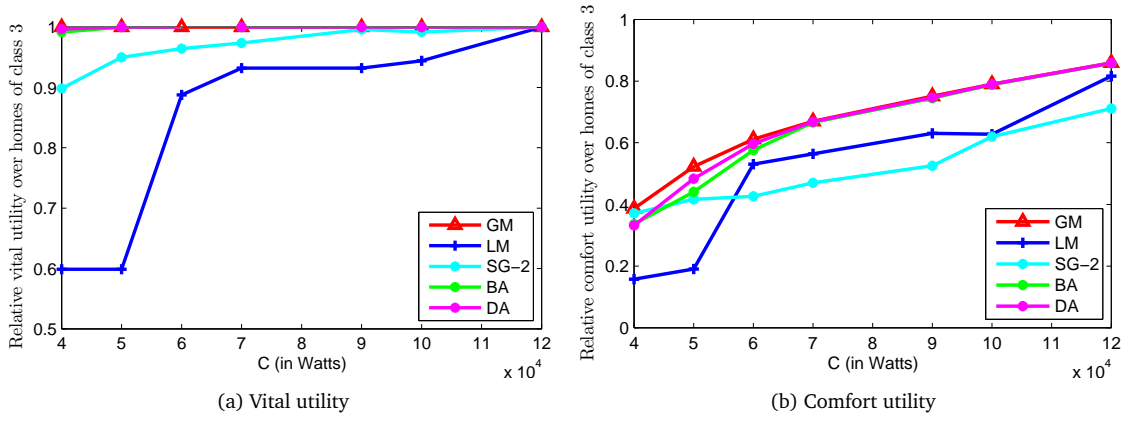 Relative vital utility over homes of class 3
1
0.9
0.8
0.7
0.6
0.5
4
5
6
7
8
9
10
11
12
x 10^4
C (in Watts)
GM
LM
SG−2
BA
DA
(a) Vital utility
Relative comfort utility over homes of class 3
1
0.8
0.6
0.4
0.2
0
4
5
6
7
8
9
10
11
12
x 10^4
C (in Watts)
GM
LM
SG−2
BA
DA
(b) Comfort utility